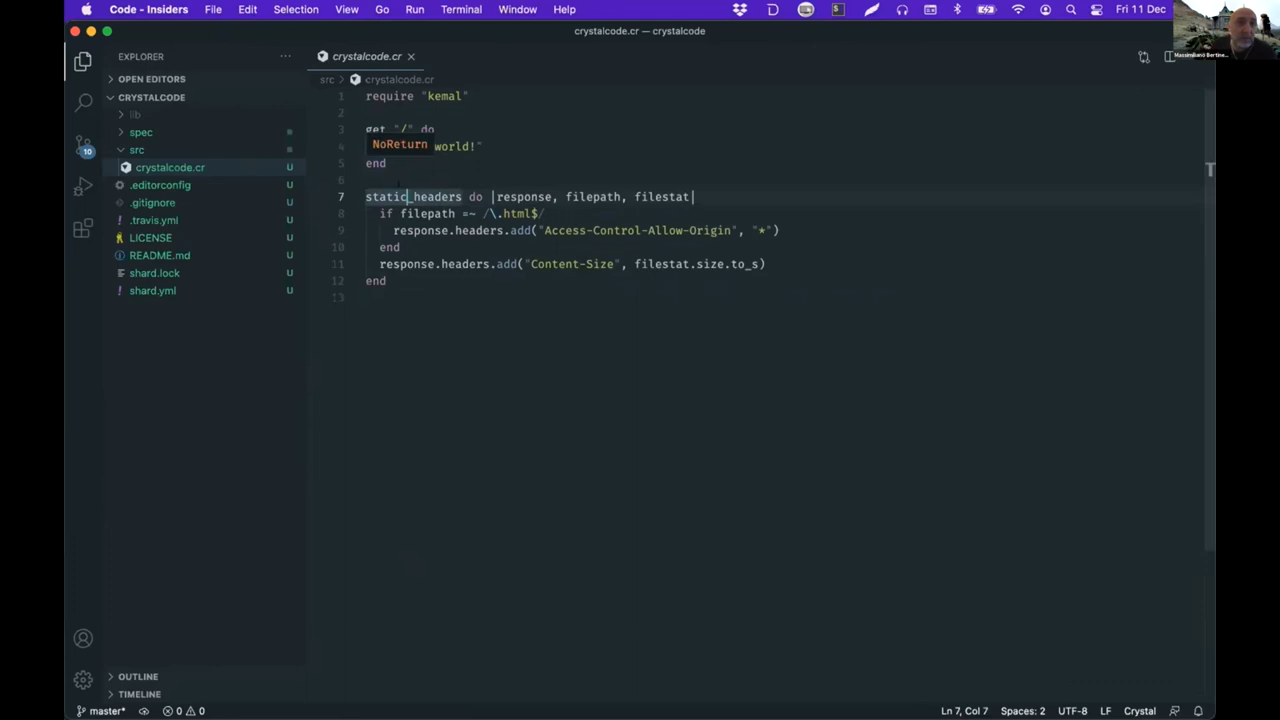 Code - Insiders File Edit Selection View Go Run Terminal Window Help Fri 11 Dec
crystalcode.cr — crystalcode
EXPLORER
crystalcode.cr
OPEN EDITORS
src > crystalcode.cr
CRYSTALCODE
lib
spec
src
crystalcode.cr U
.editorconfig U
.gitignore U
.travis.yml U
LICENSE U
README.md U
shard.lock U
shard.yml U
10
1 require "kemal"
2
3 get "/" do
NoReturn
4 world!"
5 end
6
7 static_headers do |response, filepath, filestat|
8 if filepath =~ /\.html$/
9 response.headers.add("Access-Control-Allow-Origin", "*")
10 end
11 response.headers.add("Content-Size", filestat.size.to_s)
12 end
13
OUTLINE
TIMELINE
master* 0 0 Ln 7, Col 7 Spaces: 2 UTF-8 LF Crystal